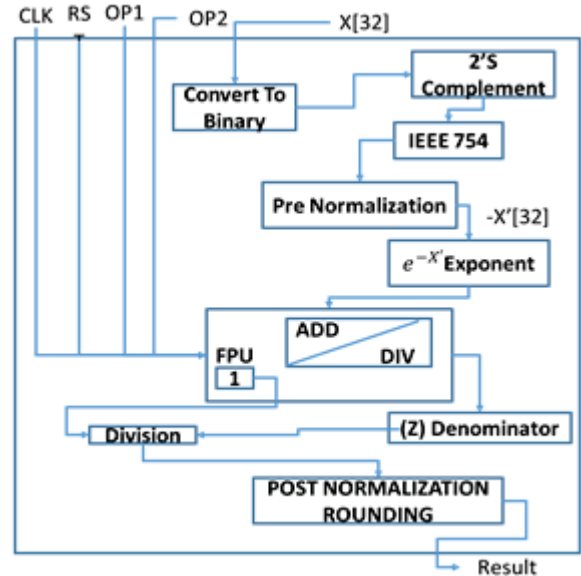 CLK RS OP1 OP2 X[32]
2'S
Complement
Convert To
Binary
IEEE 754
Pre Normalization
-X'[32]
e^{-X'} Exponent
ADD
DIV
FPU
1
(Z) Denominator
Division
POST NORMALIZATION
ROUNDING
Result